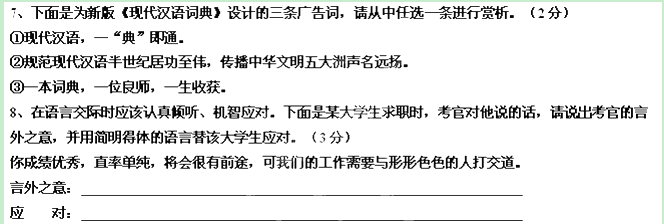 7、下面是为新版《现代汉语词典》设计的三条广告词，请从中任选一条进行赏析。（2 分）
①现代汉语，一“典”即通。
②规范现代汉语半世纪居功至伟，传播中华文明五大洲声名远扬。
③一本词典，一位良师，一生收获。
8、在语言交际时应该认真倾听、机智应对。下面是某大学生求职时，考官对他说的话，请说出考官的言
外之意，并用简明得体的语言替该大学生应对。（3 分）
你成绩优秀，直率单纯，将会很有前途，可我们的工作需要与形形色色的人打交道。
言外之意：
应　　对：